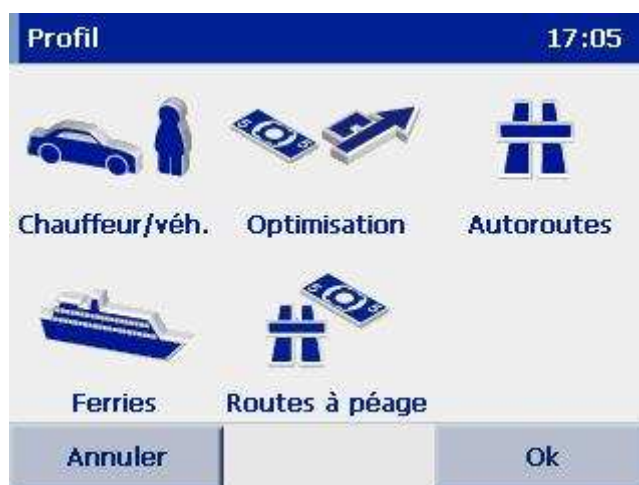 Profil 17:05
Chauffeur/véh. Optimisation Autoroutes
Ferries Routes à péage
Annuler Ok